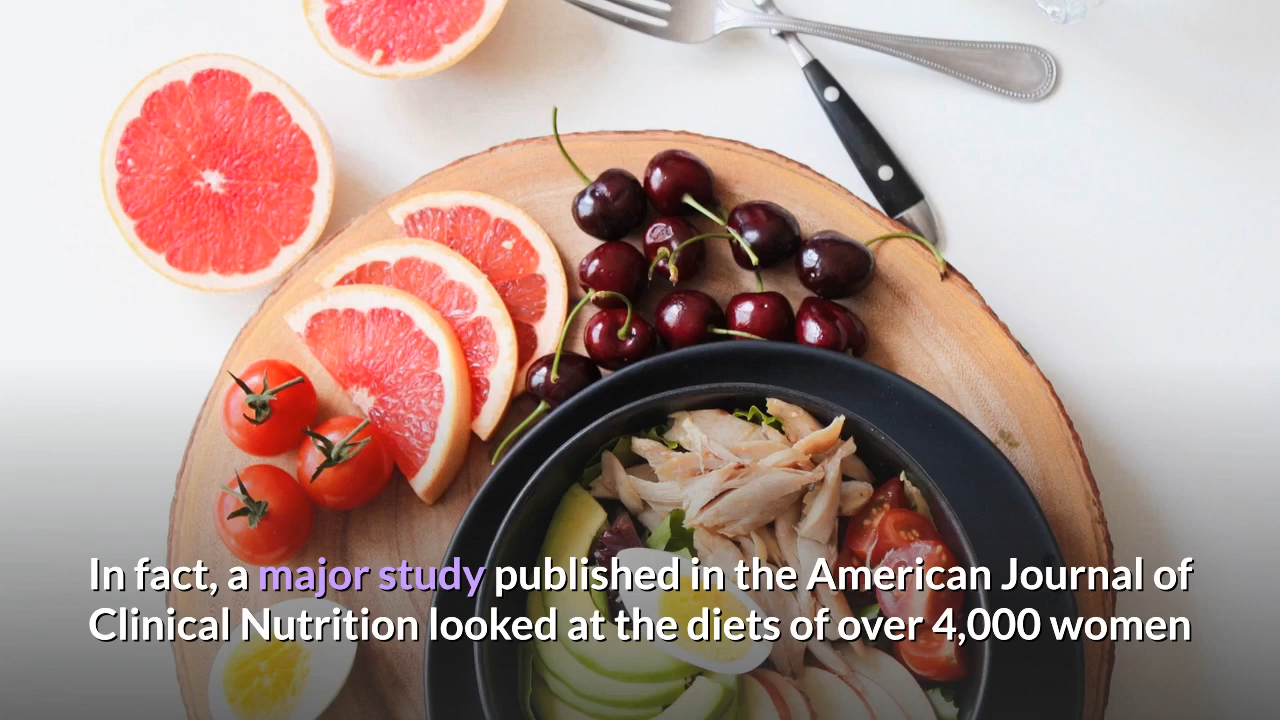 In fact, a major study published in the American Journal of
Clinical Nutrition looked at the diets of over 4,000 women